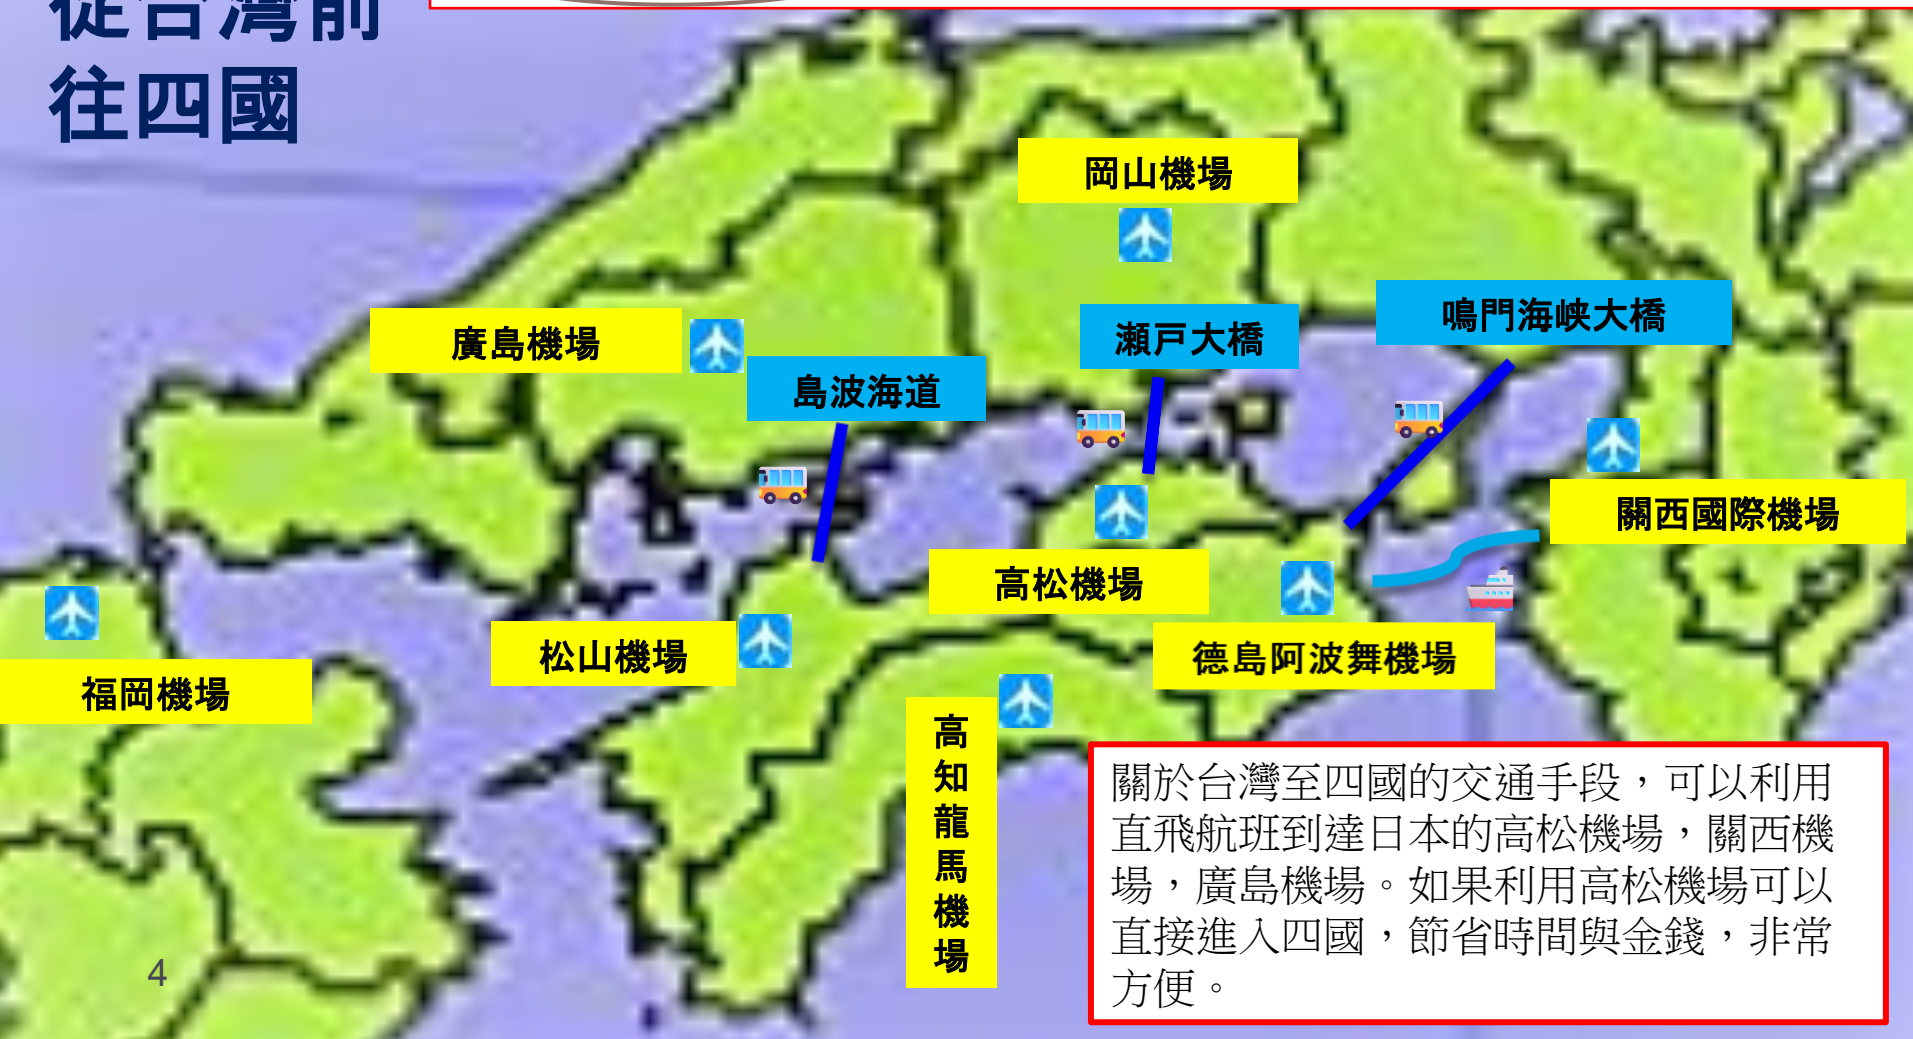 從台灣前
往四國
岡山機場
鳴門海峡大橋
瀬戸大橋
廣島機場
島波海道
關西國際機場
高松機場
松山機場
德島阿波舞機場
福岡機場
高知龍馬機場
關於台灣至四國的交通手段，可以利用
直飛航班到達日本的高松機場，關西機
場，廣島機場。如果利用高松機場可以
直接進入四國，節省時間與金錢，非常
方便。
4